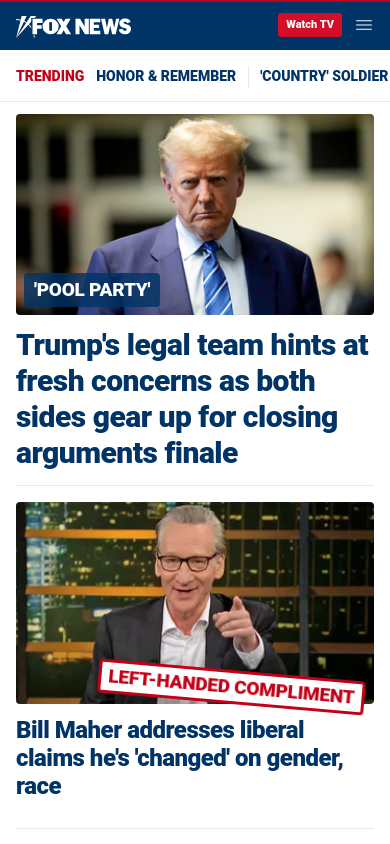 FOX NEWS
Watch TV
TRENDING HONOR & REMEMBER 'COUNTRY' SOLDIER
'POOL PARTY'
Trump's legal team hints at
fresh concerns as both
sides gear up for closing
arguments finale
LEFT-HANDED COMPLIMENT
Bill Maher addresses liberal
claims he's 'changed' on gender,
race